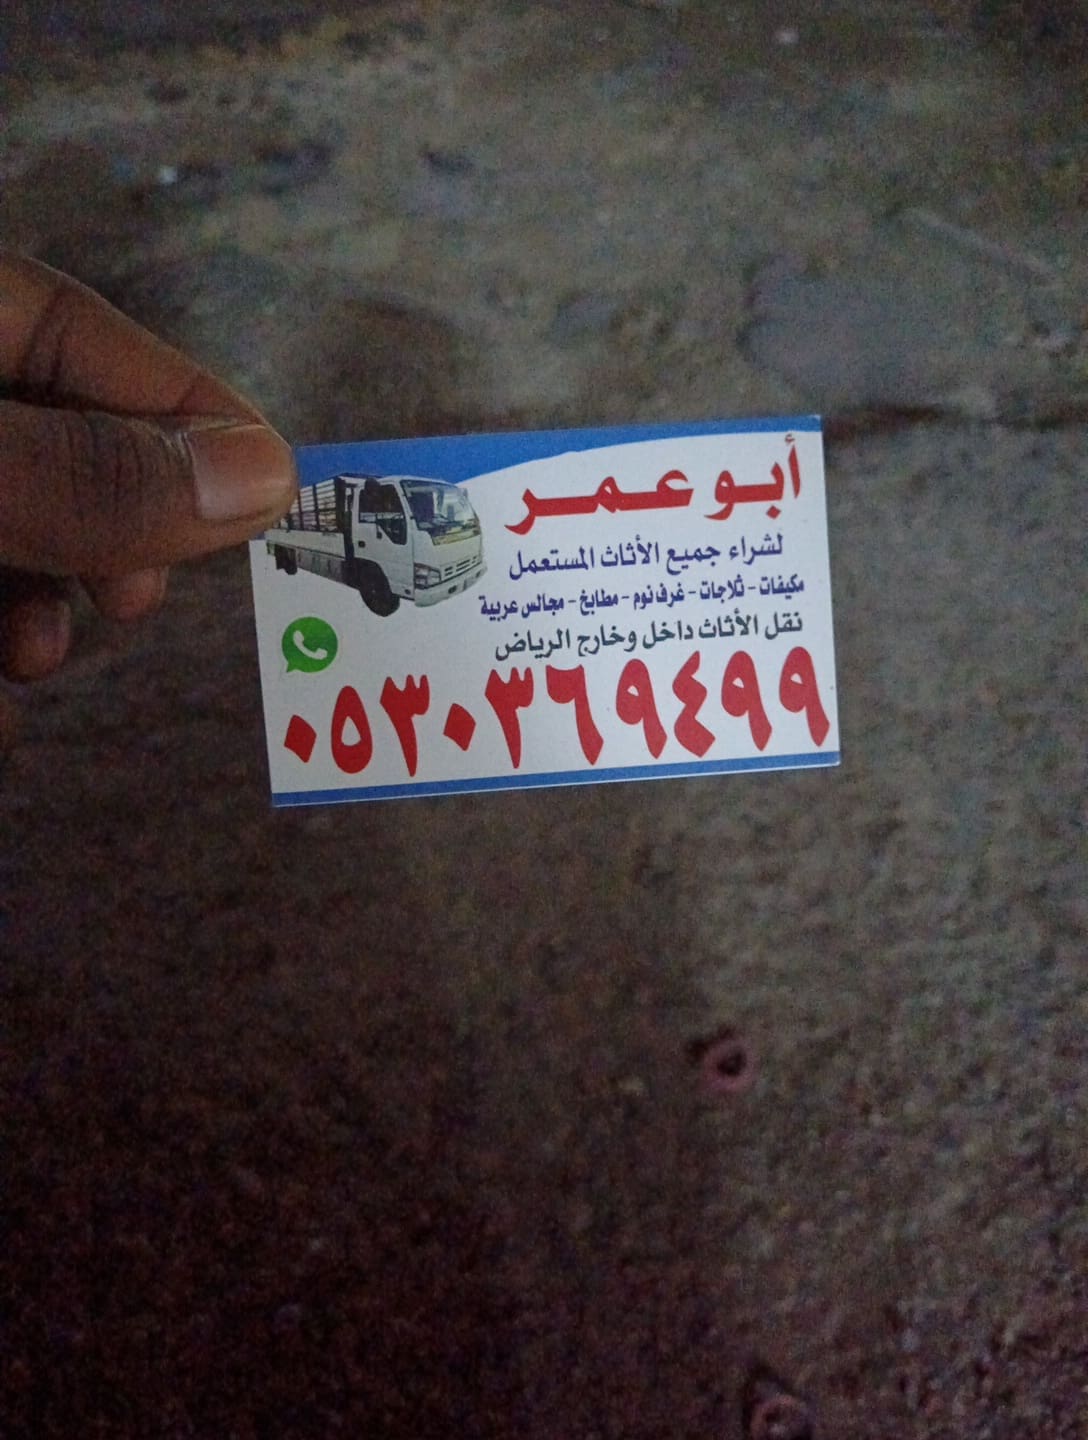 أبو عمر
لشراء جميع الأثاث المستعمل
مكيفات - ثلاجات - غرف نوم - مطابخ - مجالس عربية
نقل الأثاث داخل وخارج الرياض
٠٥٣٠٣٦٩٤٩٩